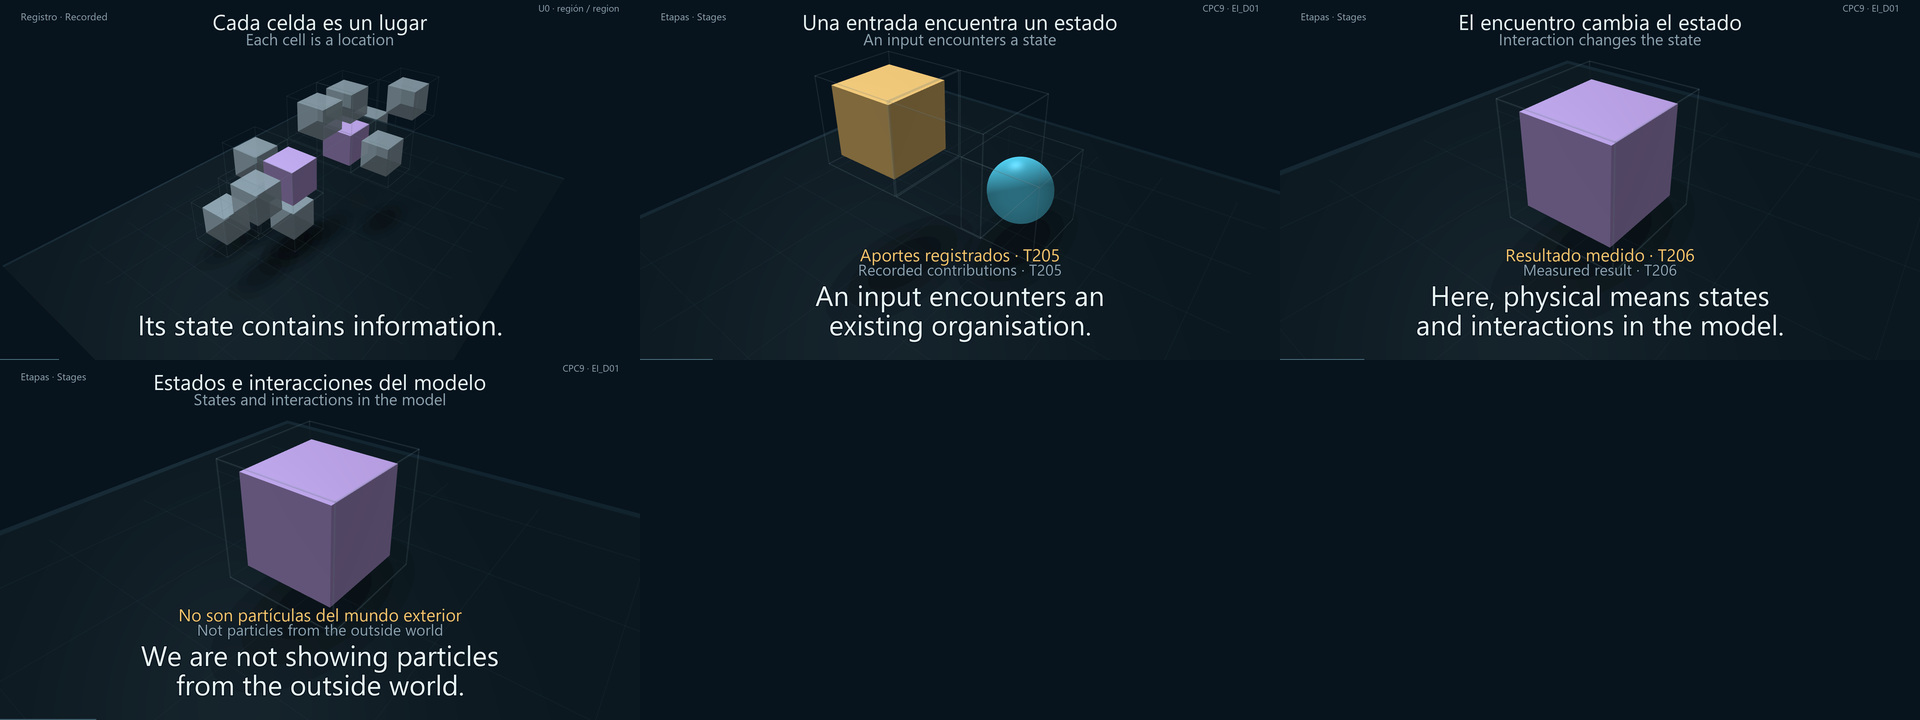 Registro · Recorded
U0 · región / region
Cada celda es un lugar
Each cell is a location
Its state contains information.
Etapas · Stages
CPC9 · EI_D01
Una entrada encuentra un estado
An input encounters a state
Aportes registrados · T205
Recorded contributions · T205
An input encounters an
existing organisation.
Etapas · Stages
CPC9 · EI_D01
El encuentro cambia el estado
Interaction changes the state
Resultado medido · T206
Measured result · T206
Here, physical means states
and interactions in the model.
Etapas · Stages
CPC9 · EI_D01
Estados e interacciones del modelo
States and interactions in the model
No son partículas del mundo exterior
Not particles from the outside world
We are not showing particles
from the outside world.